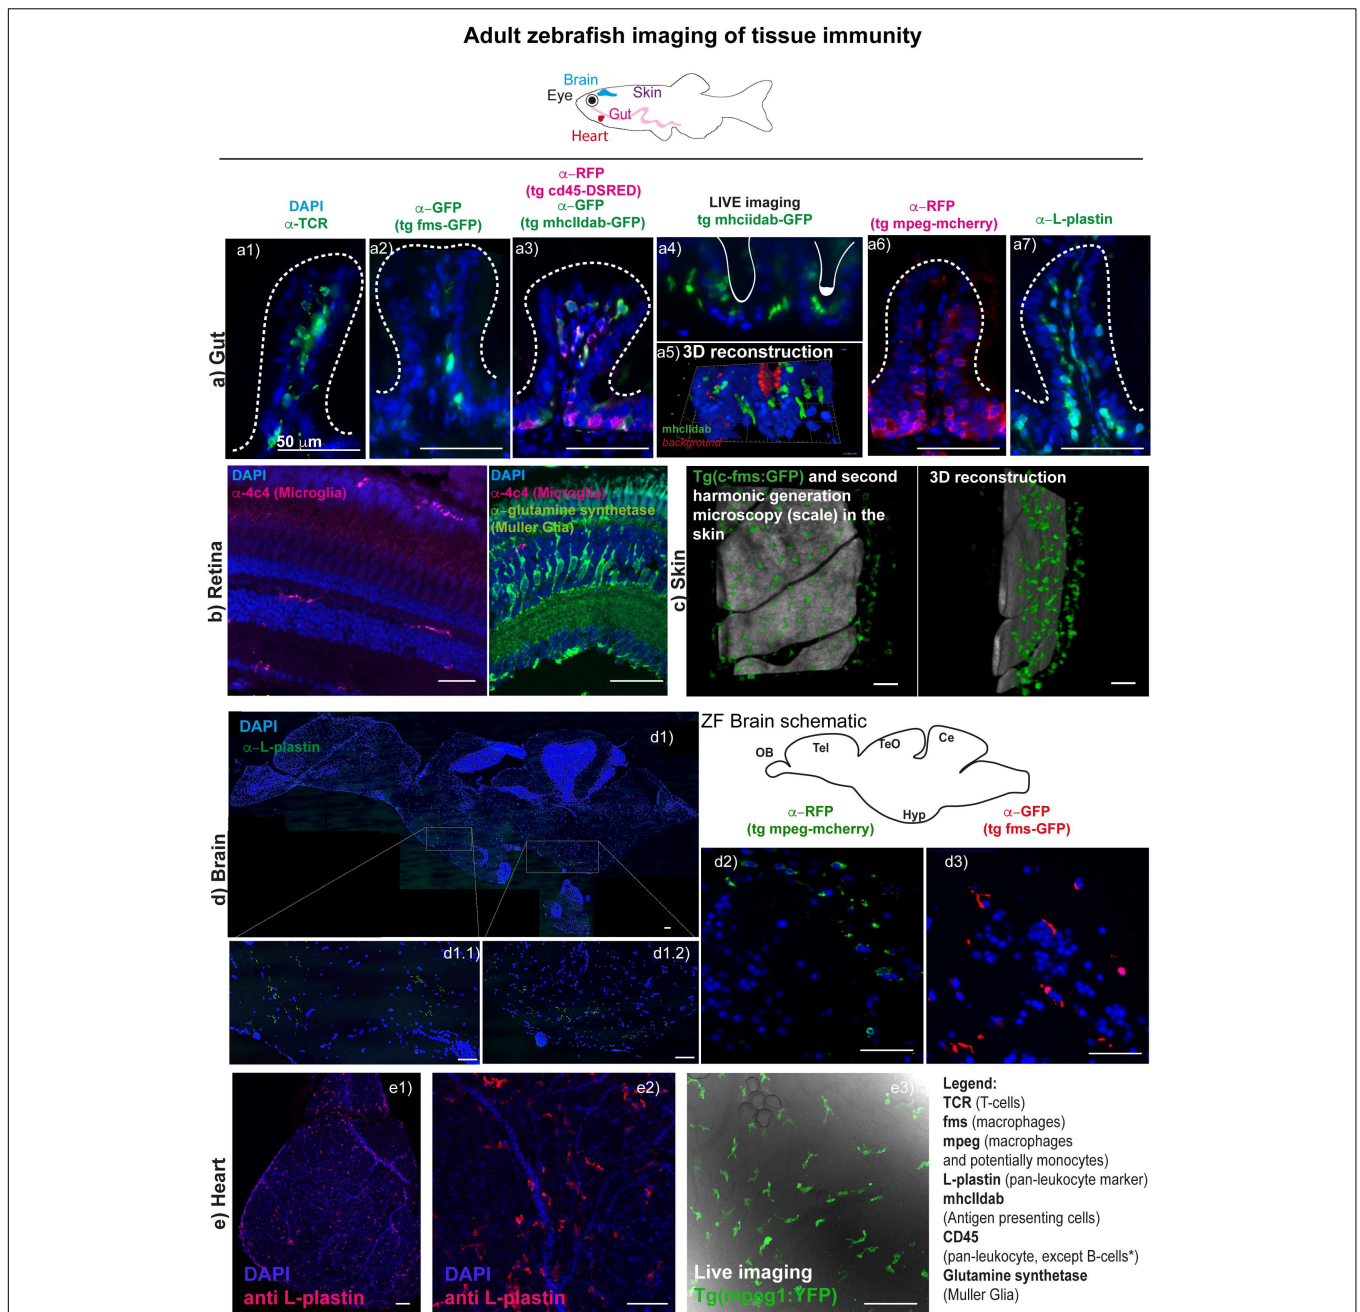 Adult zebrafish imaging of tissue immunity
Brain
Eye
Skin
Gut
Heart
DAPI
α-TCR
α-GFP
(tg fms-GFP)
α-RFP
(tg cd45-DSRED)
α-GFP
(tg mhcIIdab-GFP)
LIVE imaging
tg mhciidab-GFP
α-RFP
(tg mpeg-mcherry)
α-L-plastin
a) Gut
a1)
50 µm
a2)
a3)
a4)
a5) 3D reconstruction
mhcIIdab
background
a6)
a7)
b) Retina
DAPI
α-4c4 (Microglia)
DAPI
α-4c4 (Microglia)
α-glutamine synthetase
(Muller Glia)
c) Skin
Tg(c-fms:GFP) and second
harmonic generation
microscopy (scale) in the
skin
3D reconstruction
d) Brain
DAPI
α-L-plastin
d1)
ZF Brain schematic
OB
Tel
TeO
Ce
Hyp
α-RFP
(tg mpeg-mcherry)
α-GFP
(tg fms-GFP)
d2)
d3)
d1.1)
d1.2)
e) Heart
e1)
DAPI
anti L-plastin
e2)
DAPI
anti L-plastin
e3)
Live imaging
Tg(mpeg1:YFP)
Legend:
TCR (T-cells)
fms (macrophages)
mpeg (macrophages
and potentially monocytes)
L-plastin (pan-leukocyte marker)
mhcIIdab
(Antigen presenting cells)
CD45
(pan-leukocyte, except B-cells*)
Glutamine synthetase
(Muller Glia)